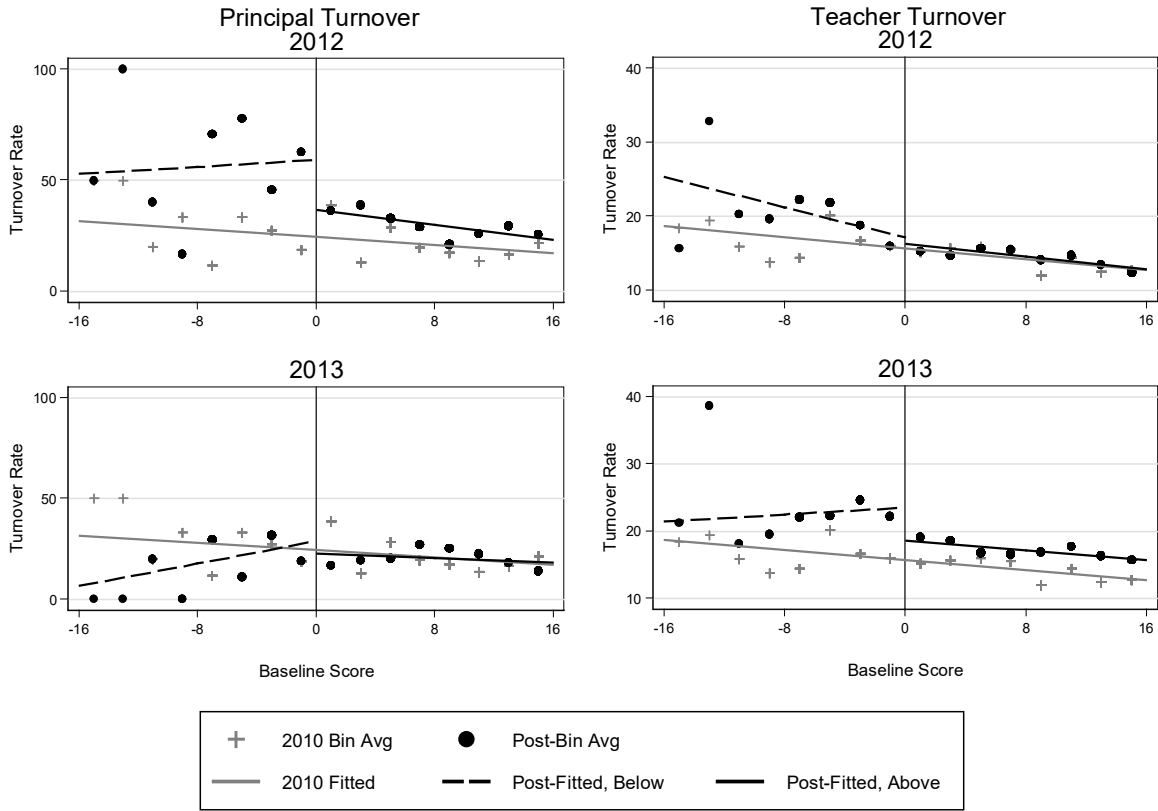 Principal Turnover
2012
Turnover Rate
100
50
0
-16 -8 0 8 16
Teacher Turnover
2012
Turnover Rate
40
30
20
10
-16 -8 0 8 16
2013
Turnover Rate
100
50
0
-16 -8 0 8 16
Baseline Score
2013
Turnover Rate
40
30
20
10
-16 -8 0 8 16
Baseline Score
2010 Bin Avg Post-Bin Avg
2010 Fitted Post-Fitted, Below Post-Fitted, Above